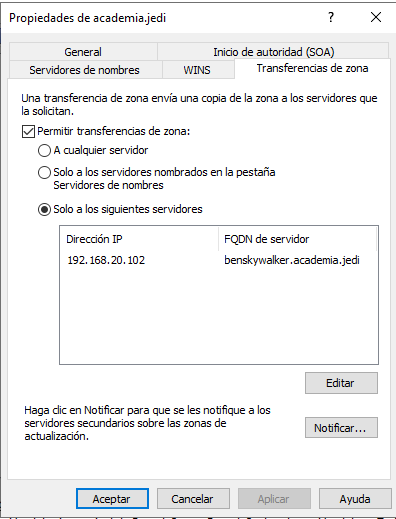 Propiedades de academia.jedi
? ×
General
Inicio de autoridad (SOA)
Servidores de nombres
WINS
Transferencias de zona
Una transferencia de zona envía una copia de la zona a los servidores que
la solicitan.
Permitir transferencias de zona:
A cualquier servidor
Solo a los servidores nombrados en la pestaña
Servidores de nombres
Solo a los siguientes servidores
Dirección IP
FQDN de servidor
192.168.20.102
benskywalker.academia.jedi
Editar
Haga clic en Notificar para que se les notifique a los
servidores secundarios sobre las zonas de
actualización.
Notificar...
Aceptar
Cancelar
Aplicar
Ayuda